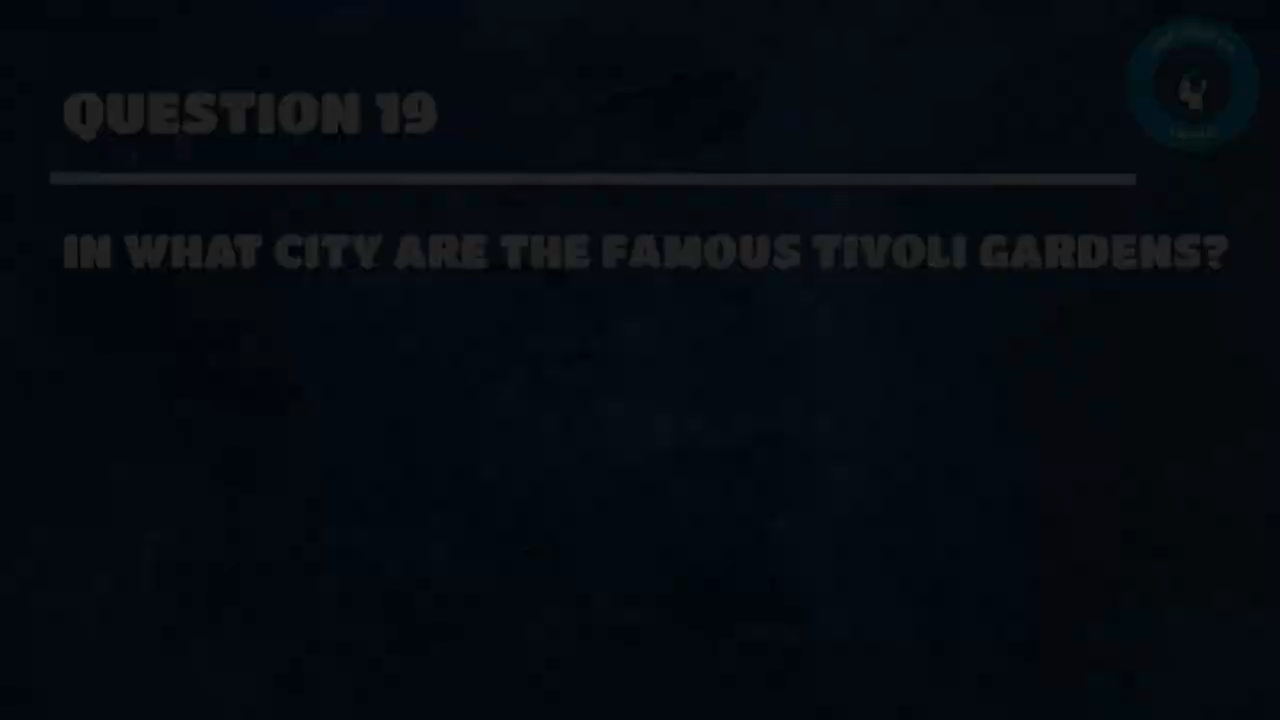 QUESTION 19
IN WHAT CITY ARE THE FAMOUS TIVOLI GARDENS?